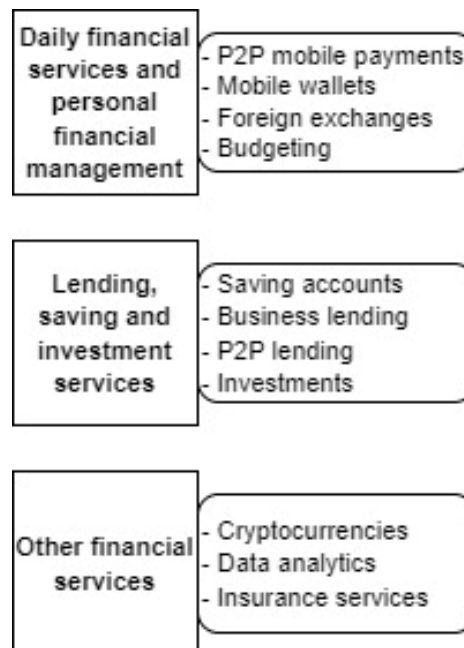 Daily financial
services and
personal
financial
management
- P2P mobile payments
- Mobile wallets
- Foreign exchanges
- Budgeting
Lending,
saving and
investment
services
- Saving accounts
- Business lending
- P2P lending
- Investments
Other financial
services
- Cryptocurrencies
- Data analytics
- Insurance services